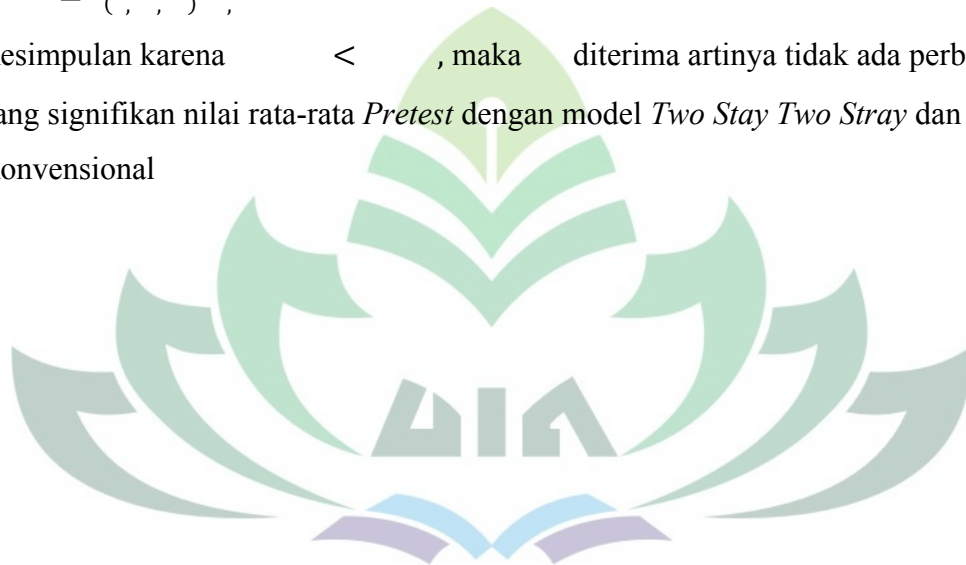 = ( , , ) ,
esimpulan karena < , maka diterima artinya tidak ada perb
ang signifikan nilai rata-rata Pretest dengan model Two Stay Two Stray dan
onvensional
UIN